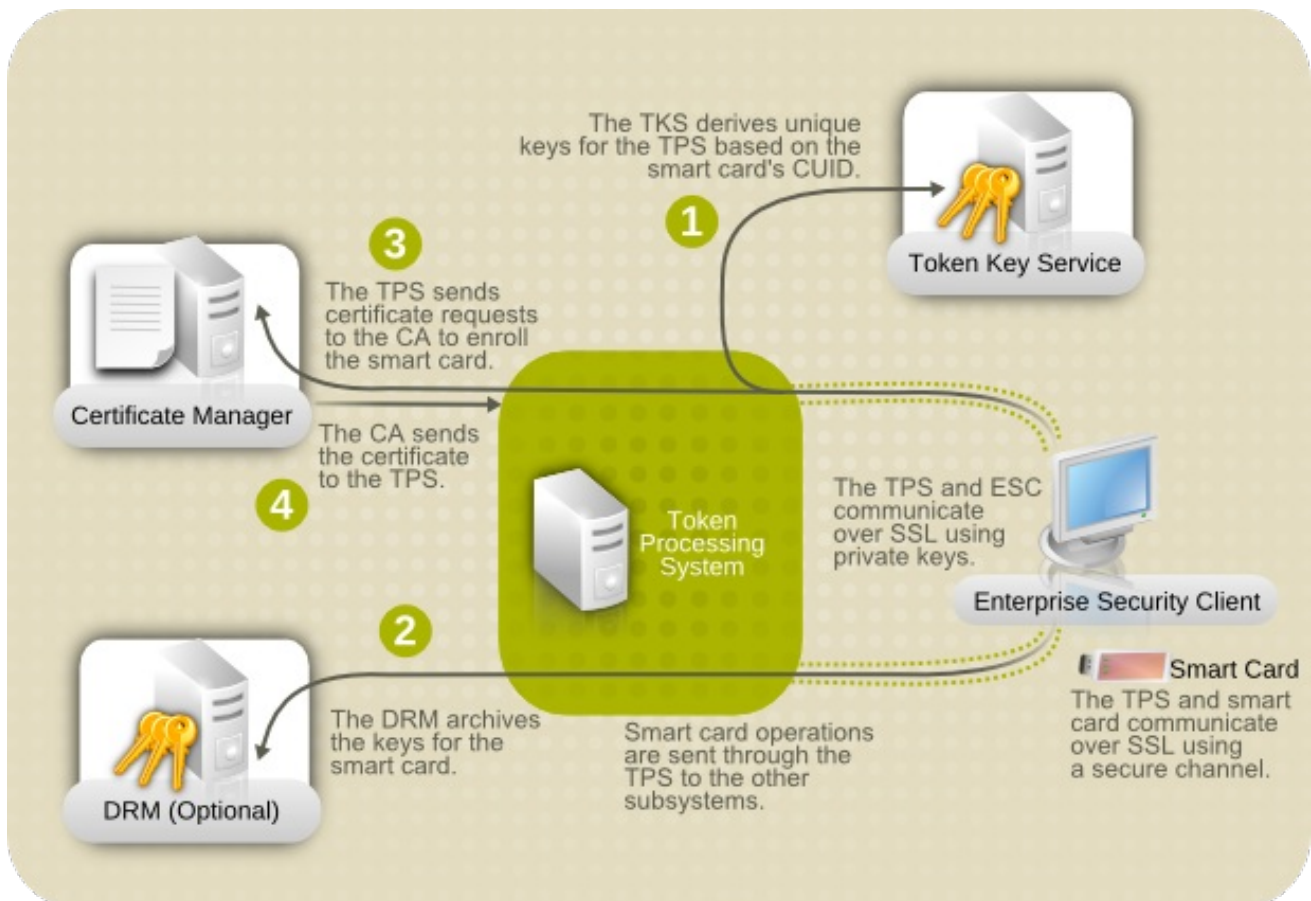 The TKS derives unique
keys for the TPS based on the
smart card's CUID.
1
Token Key Service
3
The TPS sends
certificate requests
to the CA to enroll
the smart card.
Certificate Manager
The CA sends
the certificate
to the TPS.
4
Token
Processing
System
The TPS and ESC
communicate
over SSL using
private keys.
Enterprise Security Client
2
The DRM archives
the keys for the
smart card.
DRM (Optional)
Smart card operations
are sent through the
TPS to the other
subsystems.
Smart Card
The TPS and smart
card communicate
over SSL using
a secure channel.